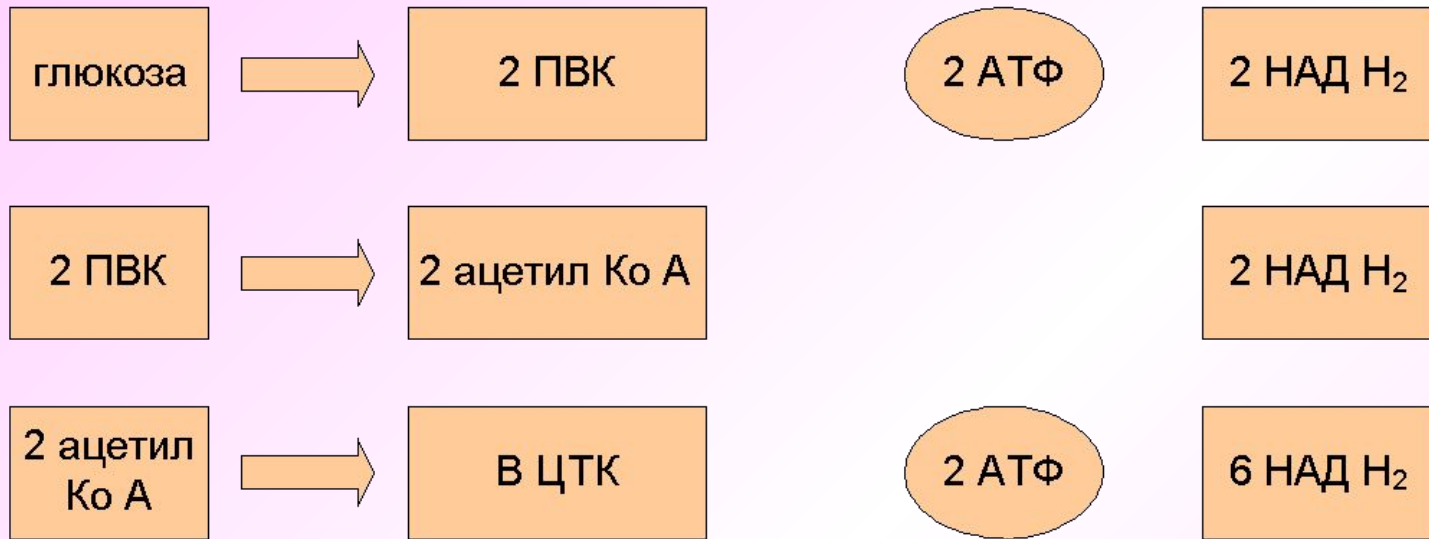 глюкоза
2 ПВК
2 АТФ
2 НАД Н₂
2 ПВК
2 ацетил Ко А
2 НАД Н₂
2 ацетил
Ко А
В ЦТК
2 АТФ
6 НАД Н₂